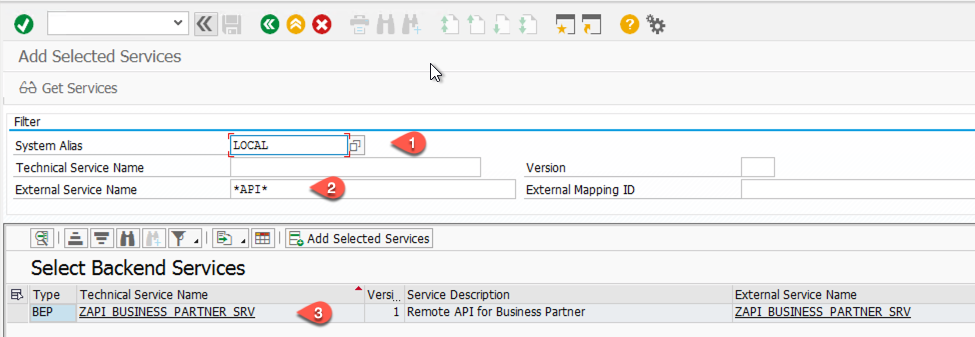 Add Selected Services
Get Services
Filter
System Alias LOCAL 1
Technical Service Name Version
External Service Name *API* 2 External Mapping ID
Add Selected Services
Select Backend Services
Type Technical Service Name Versi.. Service Description External Service Name
BEP ZAPI_BUSINESS_PARTNER_SRV 3 1 Remote API for Business Partner ZAPI_BUSINESS_PARTNER_SRV